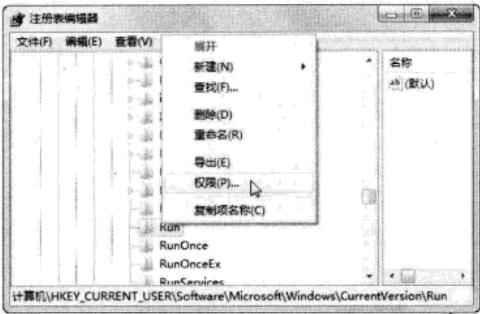 注册表编辑器
文件(F) 编辑(E) 查看(V)
展开
新建(N)
查找(F)...
删除(D)
重命名(R)
导出(E)
权限(P)...
复制项名称(C)
名称
ab (默认)
Run
RunOnce
RunOnceEx
RunServices
计算机\HKEY_CURRENT_USER\Software\Microsoft\Windows\CurrentVersion\Run